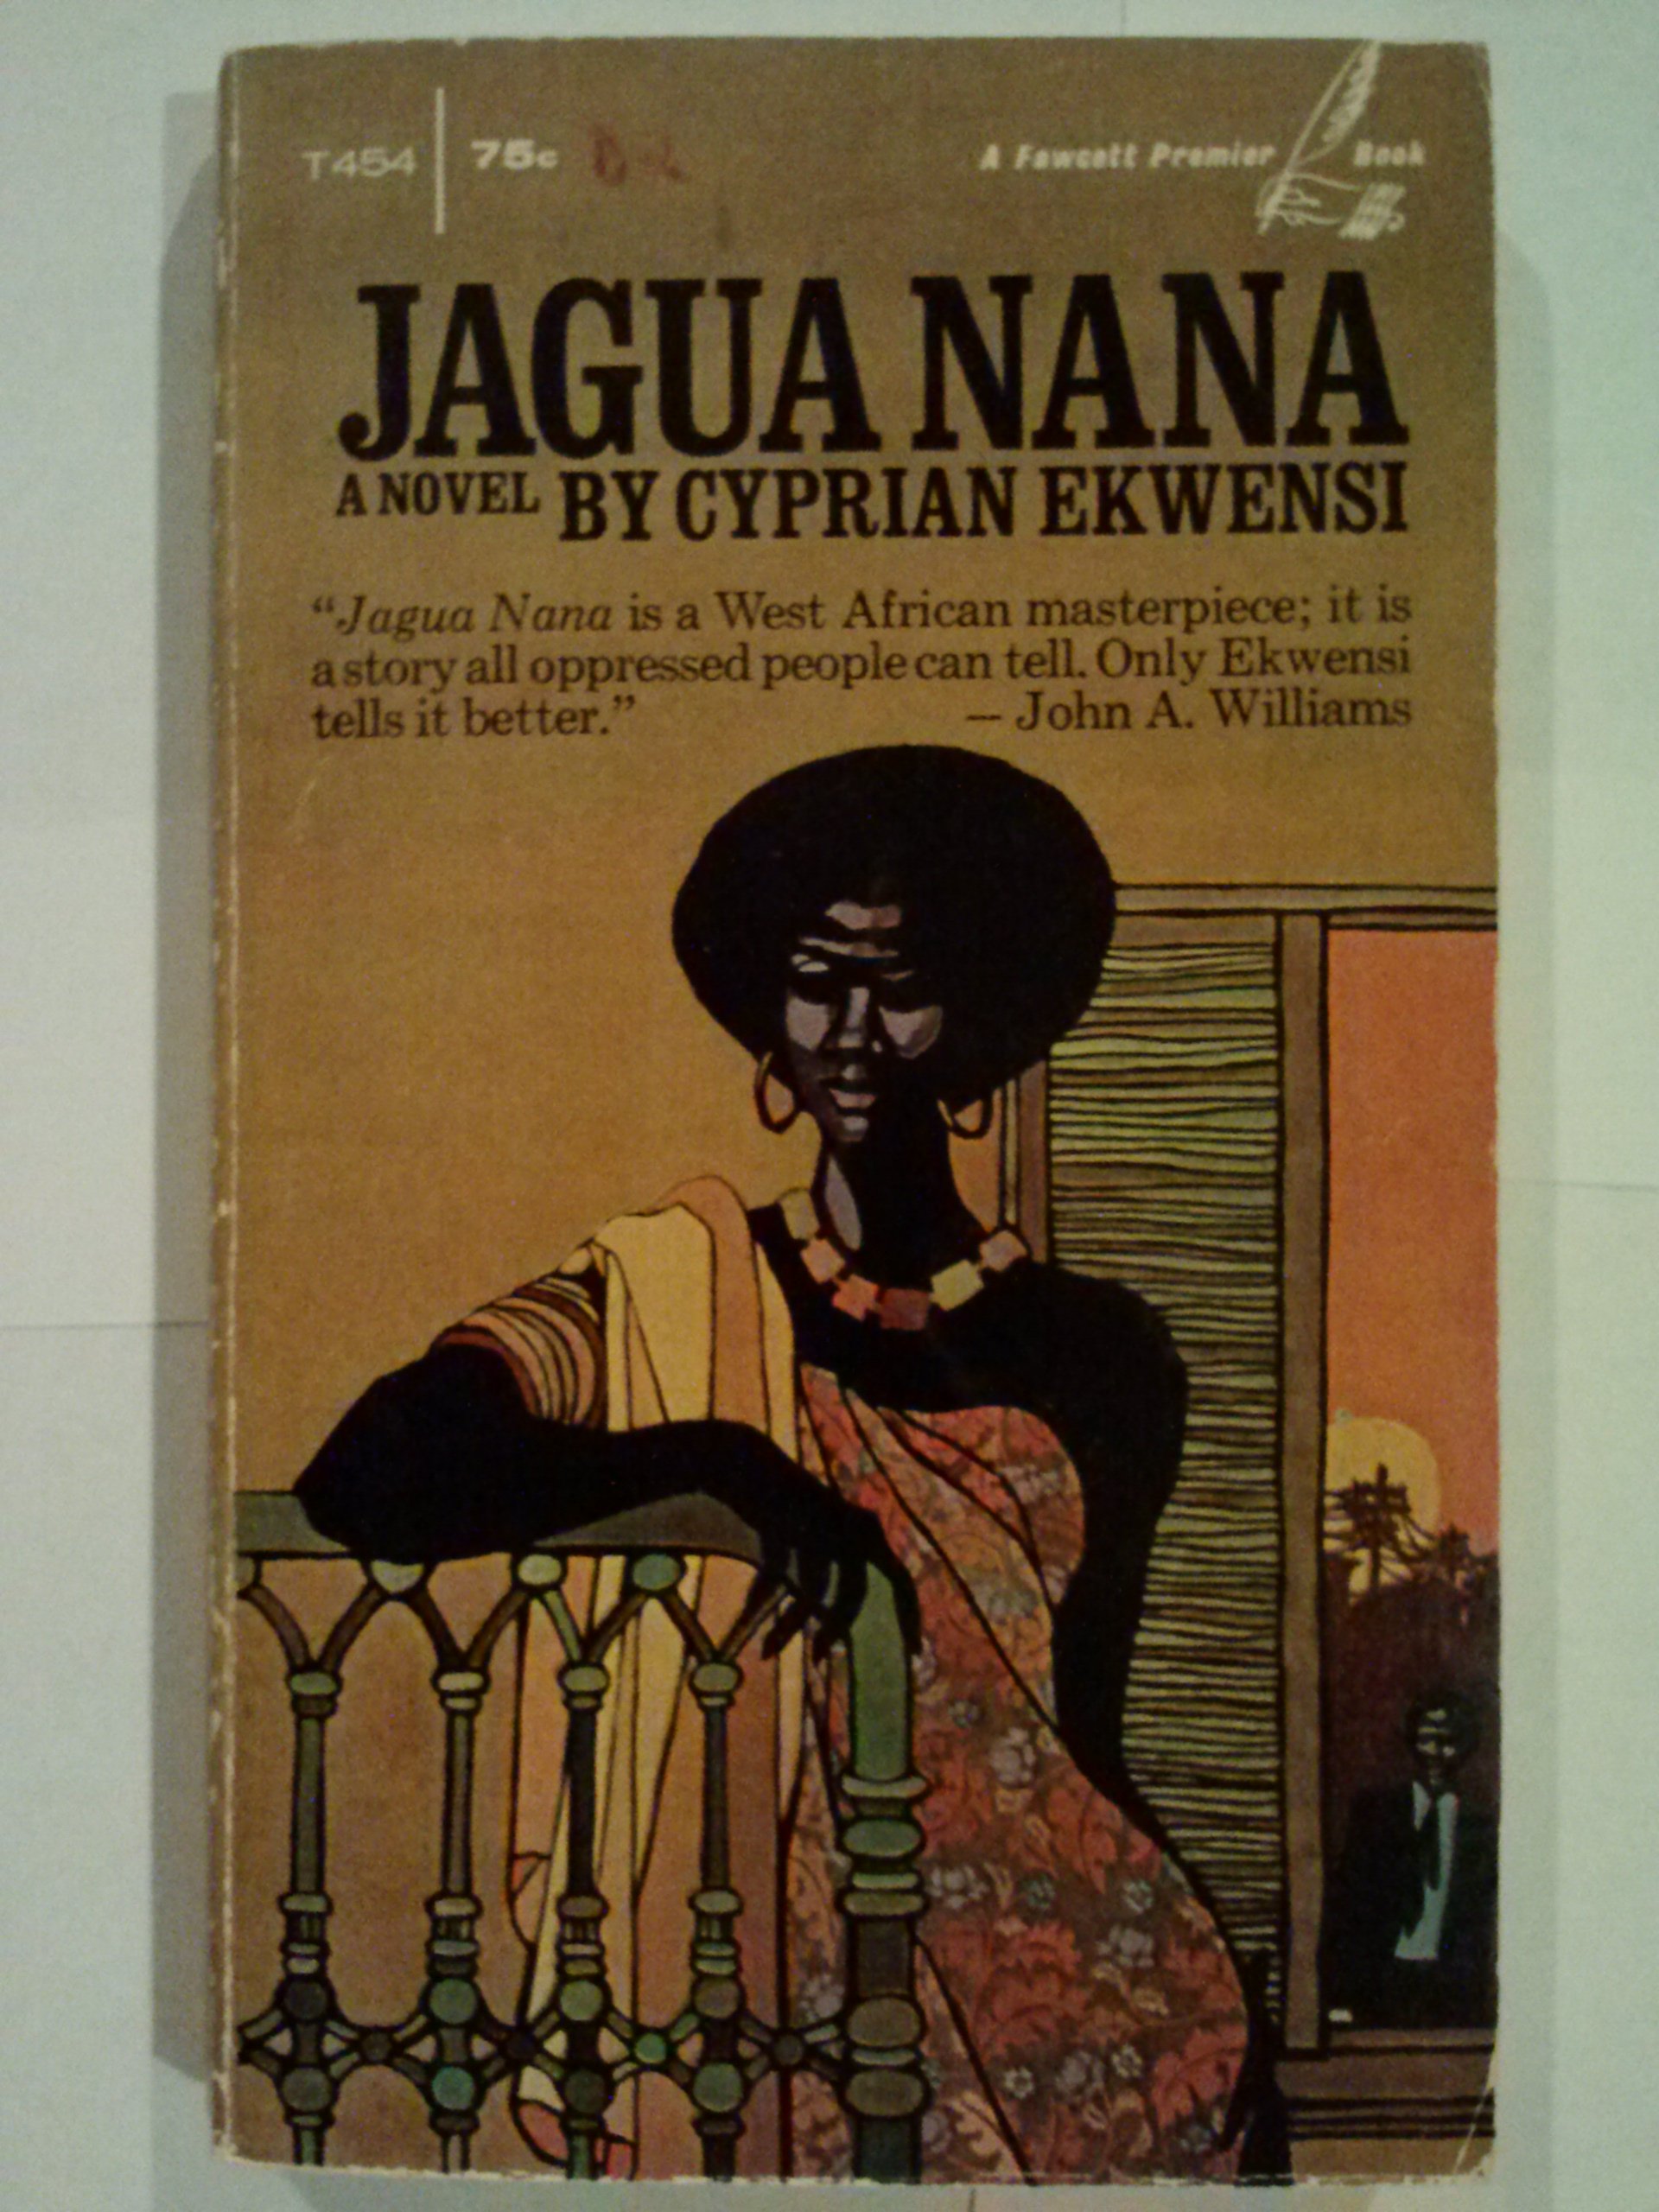 T454 75c A Fawcett Premier Book
JAGUA NANA
A NOVEL BY CYPRIAN EKWENSI
“Jagua Nana is a West African masterpiece; it is
a story all oppressed people can tell. Only Ekwensi
tells it better.” — John A. Williams